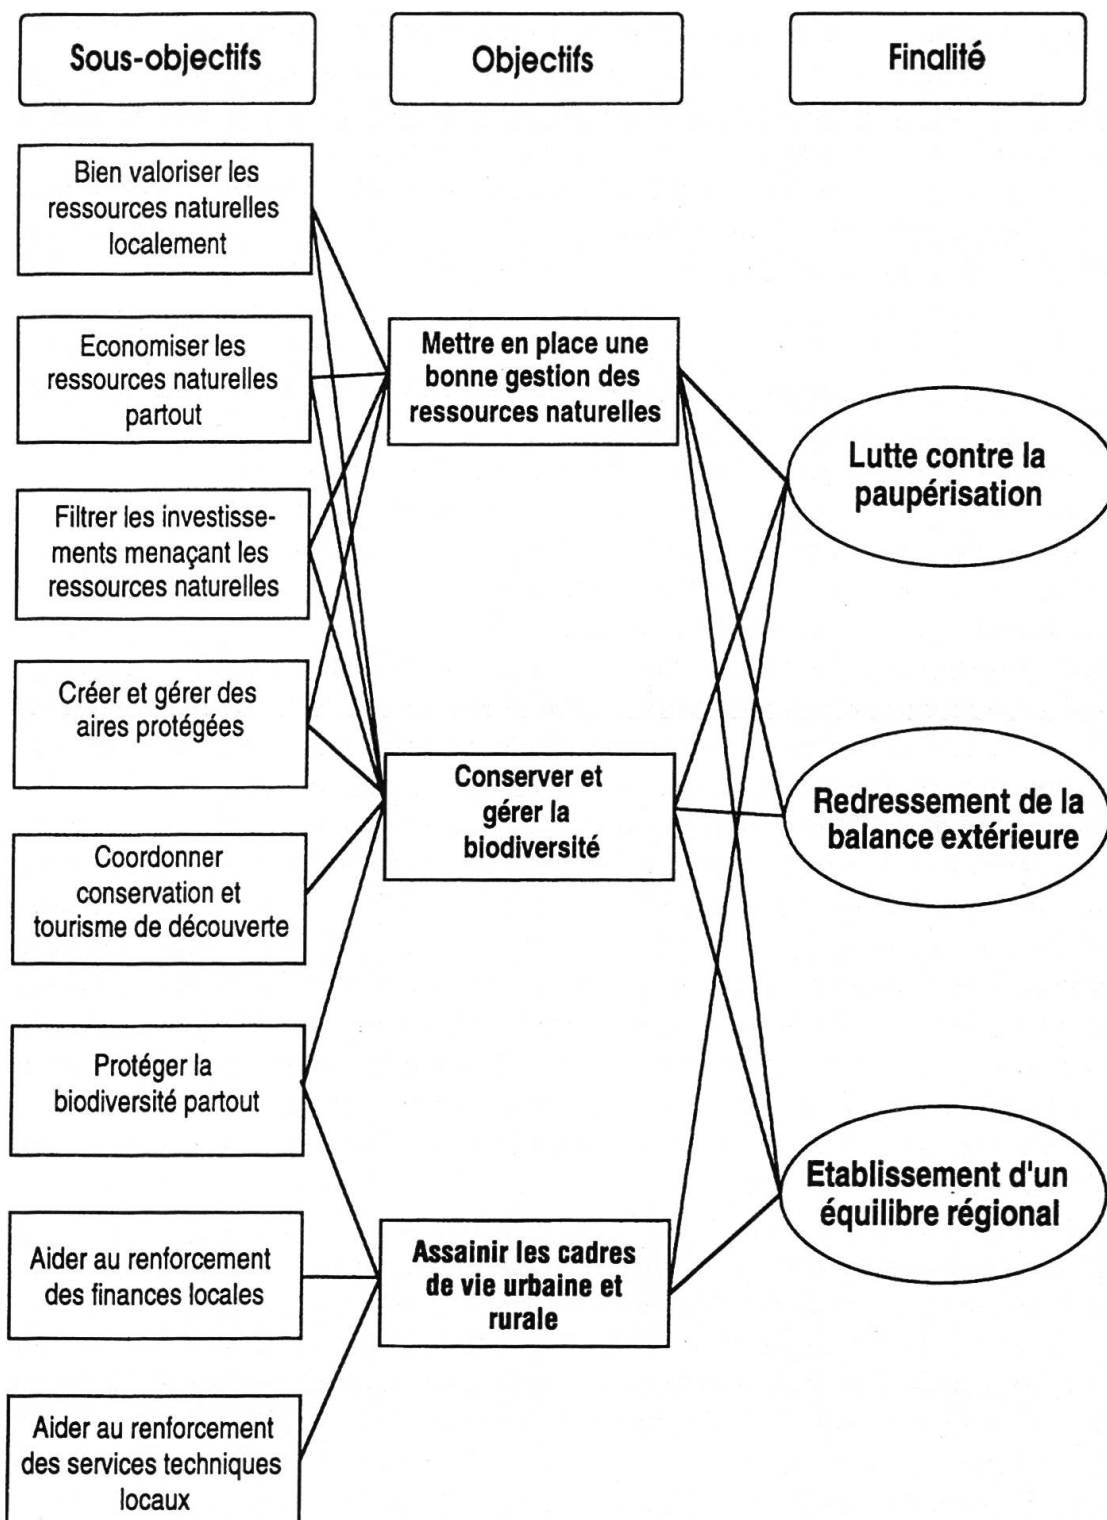 Sous-objectifs
Objectifs
Finalité
Bien valoriser les
ressources naturelles
localement
Economiser les
ressources naturelles
partout
Filtrer les investisse-
ments menaçant les
ressources naturelles
Créer et gérer des
aires protégées
Coordonner
conservation et
tourisme de découverte
Protéger la
biodiversité partout
Aider au renforcement
des finances locales
Aider au renforcement
des services techniques
locaux
Mettre en place une
bonne gestion des
ressources naturelles
Conserver et
gérer la
biodiversité
Assainir les cadres
de vie urbaine et
rurale
Lutte contre la
paupérisation
Redressement de la
balance extérieure
Etablissement d'un
équilibre régional